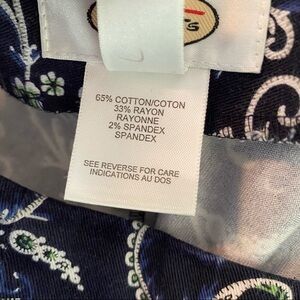 65% COTTON/COTON
33% RAYON
RAYONNE
2% SPANDEX
SPANDEX
SEE REVERSE FOR CARE
INDICATIONS AU DOS